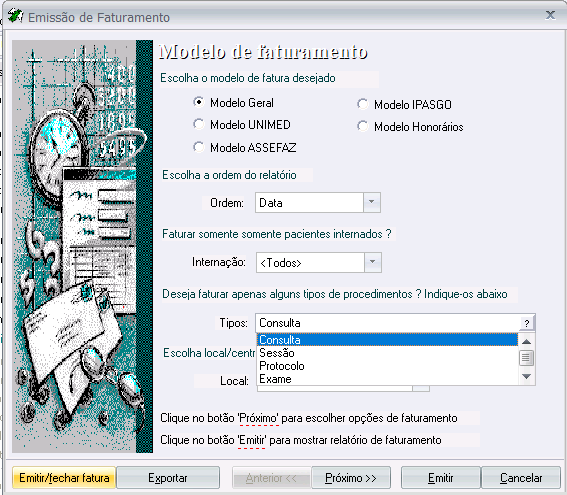 Emissão de Faturamento
Modelo de faturamento
Escolha o modelo de fatura desejado
Modelo Geral
Modelo IPASGO
Modelo UNIMED
Modelo Honorários
Modelo ASSEFAZ
Escolha a ordem do relatório
Ordem: Data
Faturar somente somente pacientes internados ?
Internação: <Todos>
Deseja faturar apenas alguns tipos de procedimentos ? Indique-os abaixo
Tipos: Consulta ?
Consulta
Escolha local/centr Sessão
Protocolo
Local: Exame
Clique no botão 'Próximo' para escolher opções de faturamento
Clique no botão 'Emitir' para mostrar relatório de faturamento
Emitir/fechar fatura Exportar Anterior << Próximo >> Emitir Cancelar